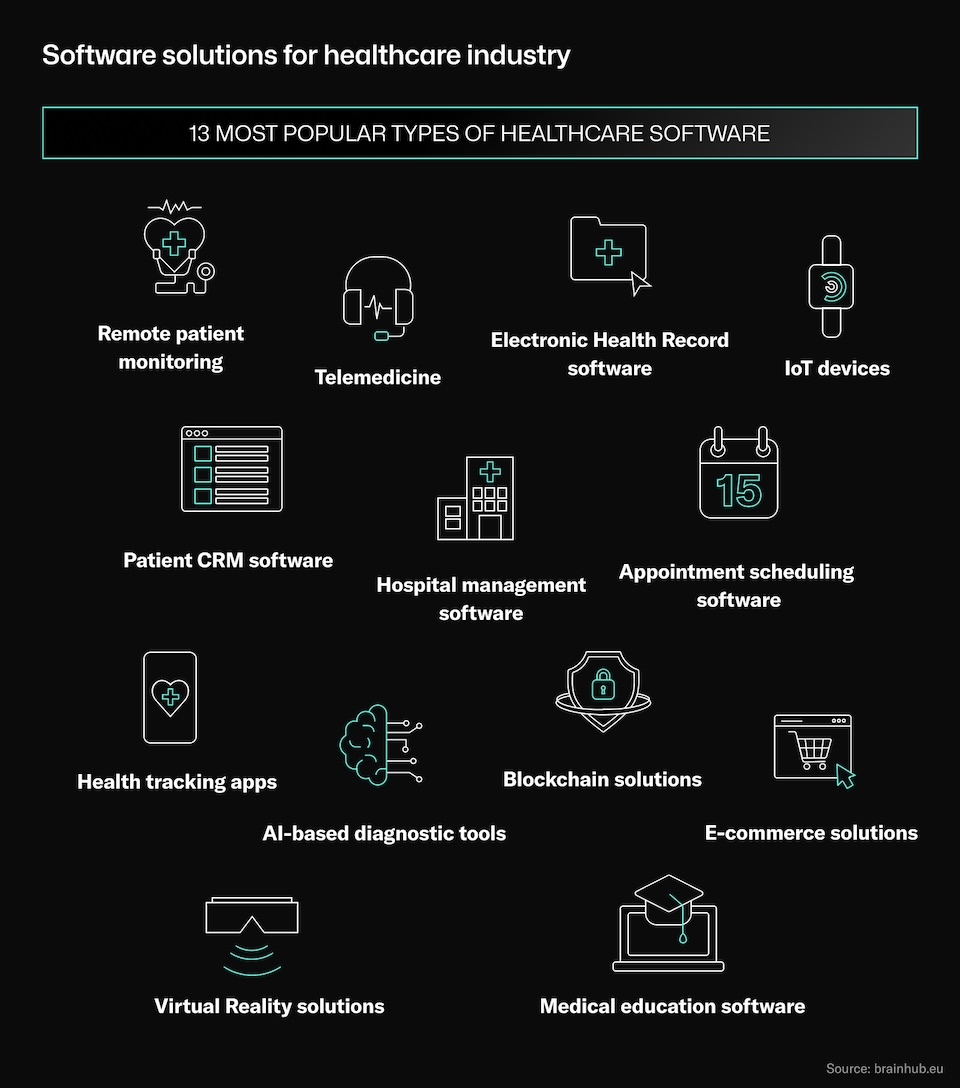 Software solutions for healthcare industry
13 MOST POPULAR TYPES OF HEALTHCARE SOFTWARE
Remote patient
monitoring
Telemedicine
Electronic Health Record
software
IoT devices
Patient CRM software
Hospital management
software
15
Appointment scheduling
software
Health tracking apps
AI-based diagnostic tools
Blockchain solutions
E-commerce solutions
Virtual Reality solutions
Medical education software
Source: brainhub.eu